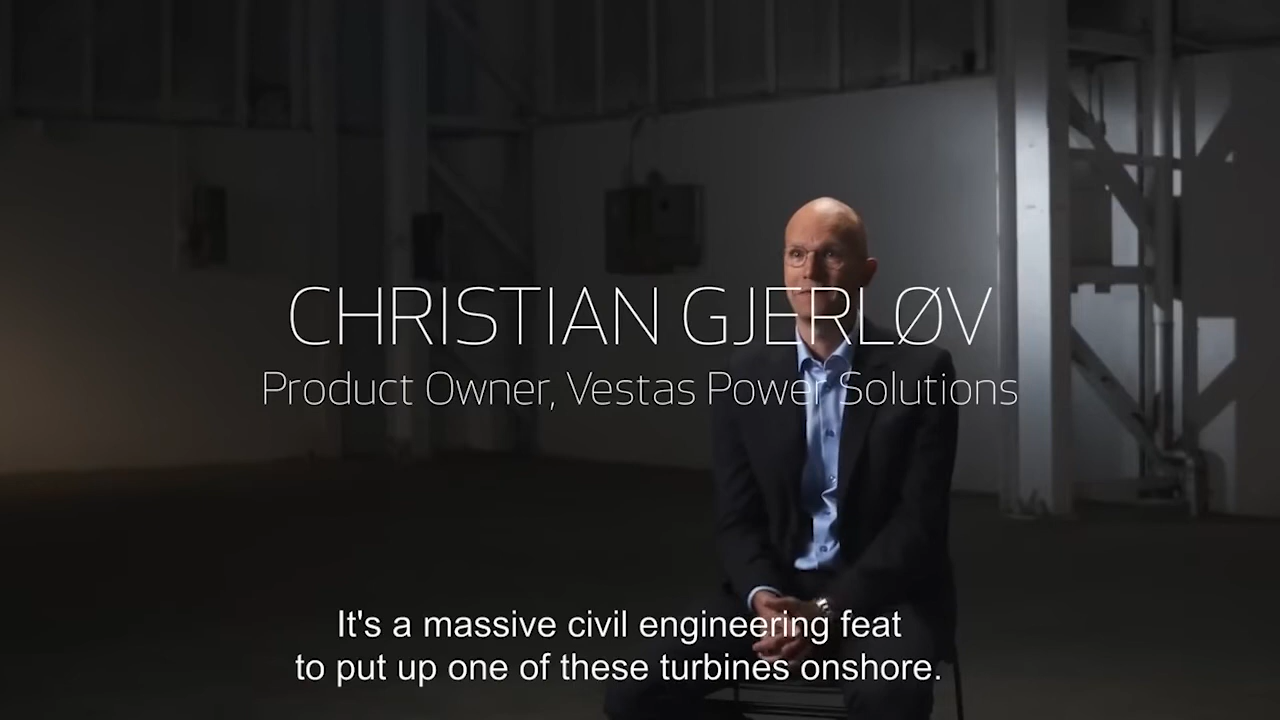 CHRISTIAN GJERLØV
Product Owner, Vestas Power Solutions
It's a massive civil engineering feat
to put up one of these turbines onshore.